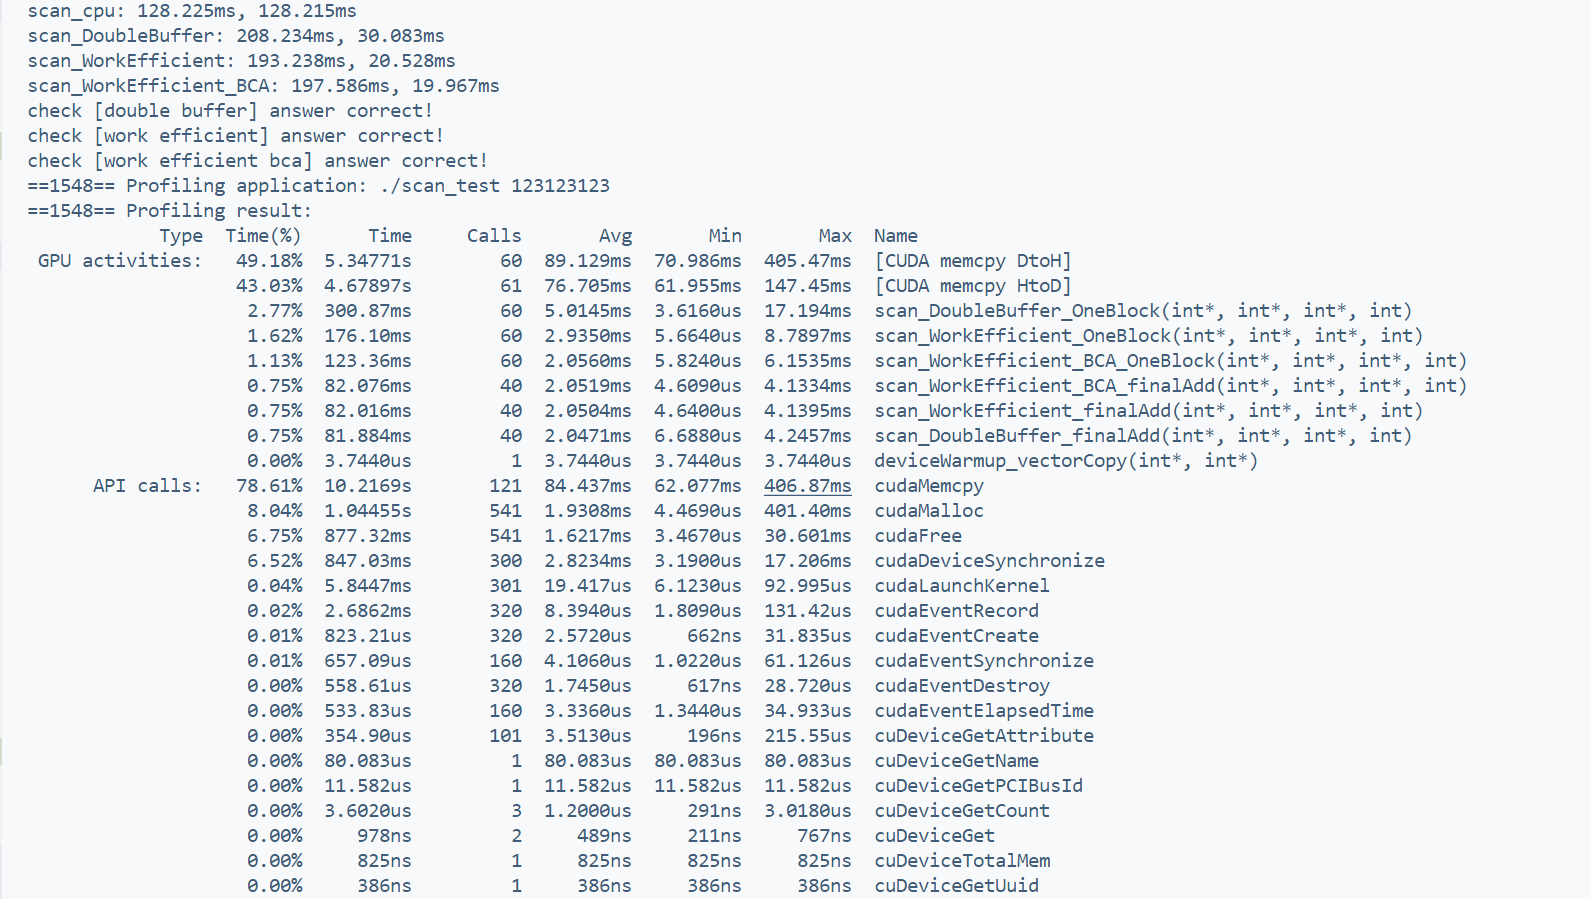 scan_cpu: 128.225ms, 128.215ms
scan_DoubleBuffer: 208.234ms, 30.083ms
scan_WorkEfficient: 193.238ms, 20.528ms
scan_WorkEfficient_BCA: 197.586ms, 19.967ms
check [double buffer] answer correct!
check [work efficient] answer correct!
check [work efficient bca] answer correct!
==1548== Profiling application: ./scan_test 123123123
==1548== Profiling result:
Type Time(%) Time Calls Avg Min Max Name
GPU activities: 49.18% 5.34771s 60 89.129ms 70.986ms 405.47ms [CUDA memcpy DtoH]
43.03% 4.67897s 61 76.705ms 61.955ms 147.45ms [CUDA memcpy HtoD]
2.77% 300.87ms 60 5.0145ms 3.6160us 17.194ms scan_DoubleBuffer_OneBlock(int*, int*, int*, int)
1.62% 176.10ms 60 2.9350ms 5.6640us 8.7897ms scan_WorkEfficient_OneBlock(int*, int*, int*, int)
1.13% 123.36ms 60 2.0560ms 5.8240us 6.1535ms scan_WorkEfficient_BCA_OneBlock(int*, int*, int*, int)
0.75% 82.076ms 40 2.0519ms 4.6090us 4.1334ms scan_WorkEfficient_BCA_finalAdd(int*, int*, int*, int)
0.75% 82.016ms 40 2.0504ms 4.6400us 4.1395ms scan_WorkEfficient_finalAdd(int*, int*, int*, int)
0.75% 81.884ms 40 2.0471ms 6.6880us 4.2457ms scan_DoubleBuffer_finalAdd(int*, int*, int*, int)
0.00% 3.7440us 1 3.7440us 3.7440us 3.7440us deviceWarmup_vectorCopy(int*, int*)
API calls: 78.61% 10.2169s 121 84.437ms 62.077ms 406.87ms cudaMemcpy
8.04% 1.04455s 541 1.9308ms 4.4690us 401.40ms cudaMalloc
6.75% 877.32ms 541 1.6217ms 3.4670us 30.601ms cudaFree
6.52% 847.03ms 300 2.8234ms 3.1900us 17.206ms cudaDeviceSynchronize
0.04% 5.8447ms 301 19.417us 6.1230us 92.995us cudaLaunchKernel
0.02% 2.6862ms 320 8.3940us 1.8090us 131.42us cudaEventRecord
0.01% 823.21us 320 2.5720us 662ns 31.835us cudaEventCreate
0.01% 657.09us 160 4.1060us 1.0220us 61.126us cudaEventSynchronize
0.00% 558.61us 320 1.7450us 617ns 28.720us cudaEventDestroy
0.00% 533.83us 160 3.3360us 1.3440us 34.933us cudaEventElapsedTime
0.00% 354.90us 101 3.5130us 196ns 215.55us cuDeviceGetAttribute
0.00% 80.083us 1 80.083us 80.083us 80.083us cuDeviceGetName
0.00% 11.582us 1 11.582us 11.582us 11.582us cuDeviceGetPCIBusId
0.00% 3.6020us 3 1.2000us 291ns 3.0180us cuDeviceGetCount
0.00% 978ns 2 489ns 211ns 767ns cuDeviceGet
0.00% 825ns 1 825ns 825ns 825ns cuDeviceTotalMem
0.00% 386ns 1 386ns 386ns 386ns cuDeviceGetUuid